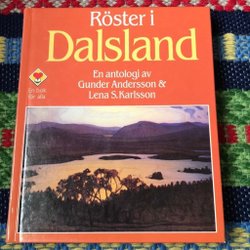 Röster i
Dalsland
En antologi av
Gunder Andersson &
Lena S. Karlsson
En bok
för alla